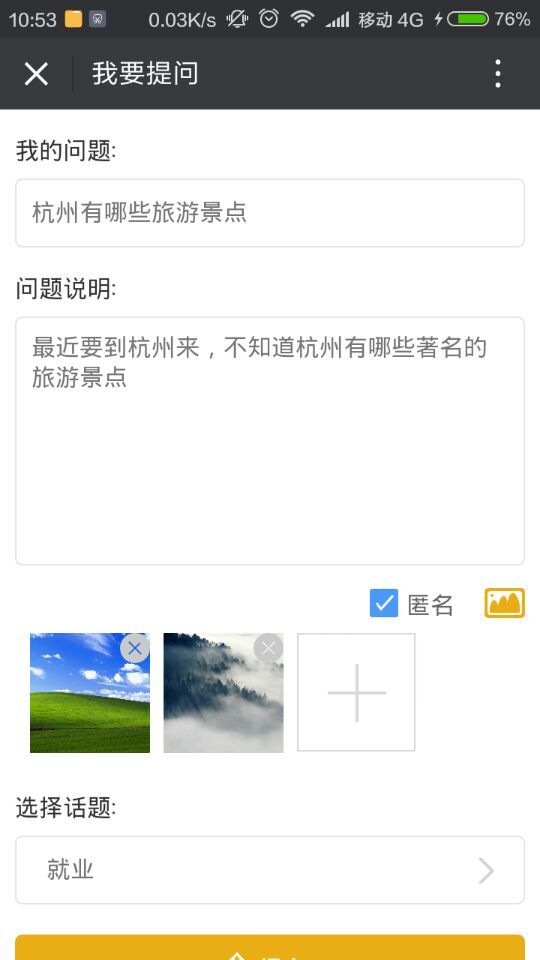 10:53 0.03K/s 移动 4G 76%
我要提问
我的问题:
杭州有哪些旅游景点
问题说明:
最近要到杭州来，不知道杭州有哪些著名的
旅游景点
匿名
选择话题:
就业